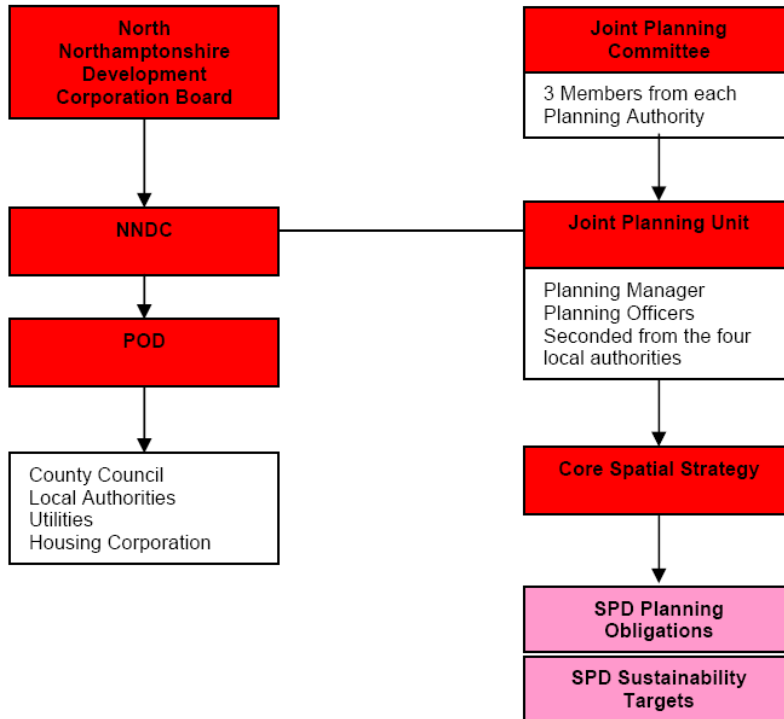 North
Northamptonshire
Development
Corporation Board
NNDC
POD
County Council
Local Authorities
Utilities
Housing Corporation
Joint Planning
Committee
3 Members from each
Planning Authority
Joint Planning Unit
Planning Manager
Planning Officers
Seconded from the four
local authorities
Core Spatial Strategy
SPD Planning
Obligations
SPD Sustainability
Targets